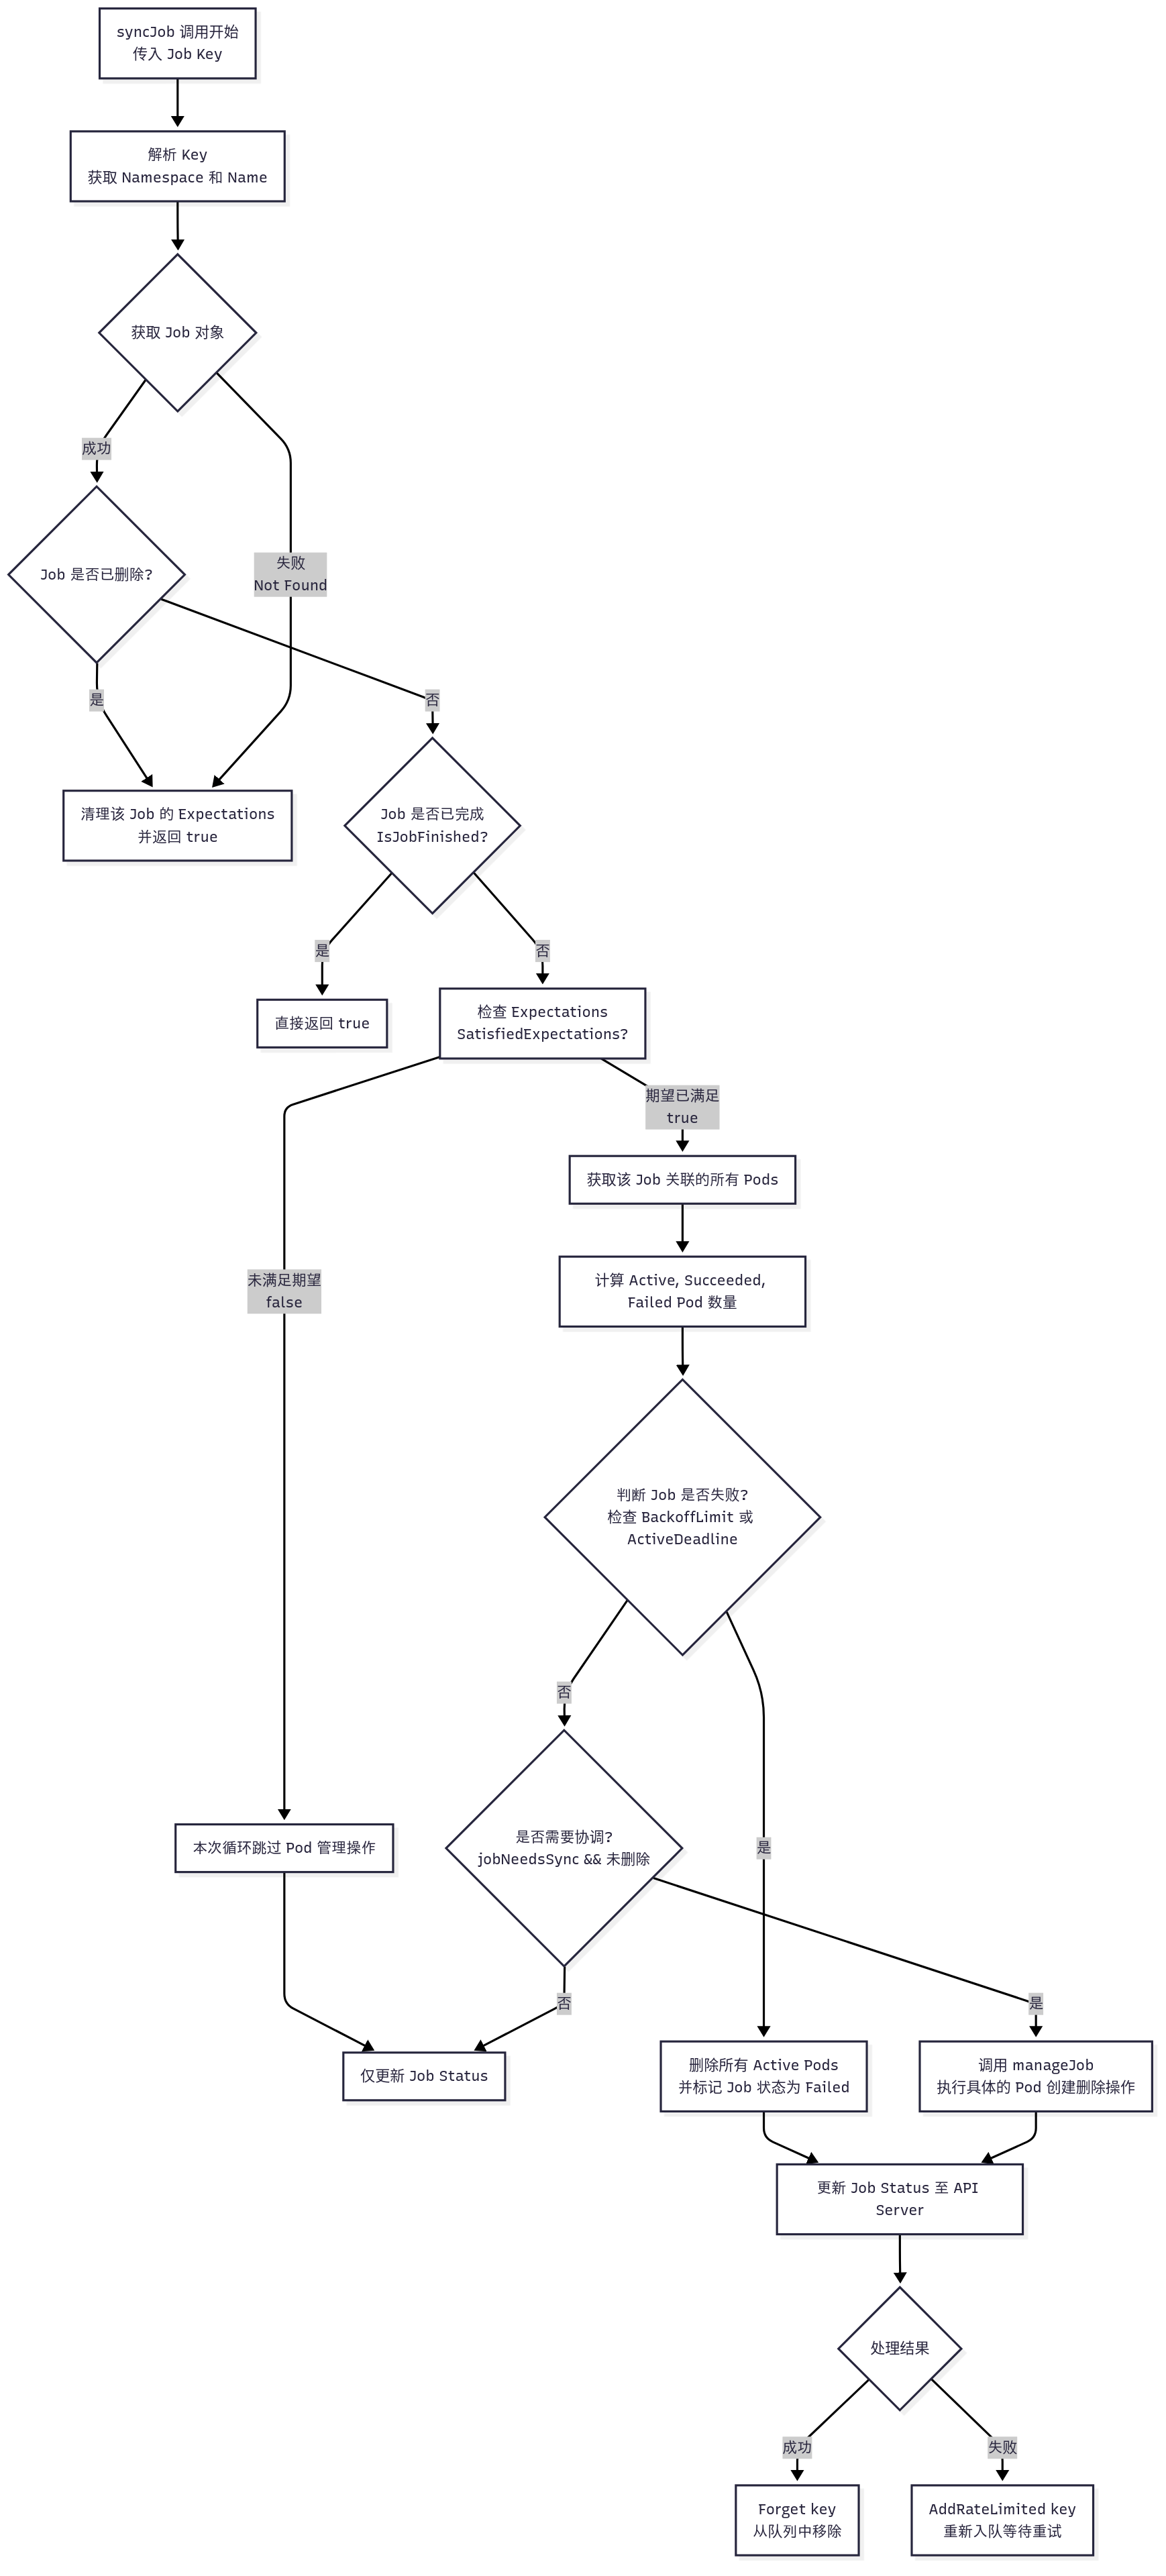 syncJob 调用开始
传入 Job Key
解析 Key
获取 Namespace 和 Name
获取 Job 对象
成功
Job 是否已删除?
失败
Not Found
是
否
清理该 Job 的 Expectations
并返回 true
Job 是否已完成
IsJobFinished?
是
否
直接返回 true
检查 Expectations
SatisfiedExpectations?
期望已满足
true
获取该 Job 关联的所有 Pods
未满足期望
false
计算 Active, Succeeded,
Failed Pod 数量
判断 Job 是否失败?
检查 BackoffLimit 或
ActiveDeadline
否
本次循环跳过 Pod 管理操作
是否需要协调?
jobNeedsSync && 未删除
是
否
是
仅更新 Job Status
删除所有 Active Pods
并标记 Job 状态为 Failed
调用 manageJob
执行具体的 Pod 创建删除操作
更新 Job Status 至 API
Server
处理结果
成功
失败
Forget key
从队列中移除
AddRateLimited key
重新入队等待重试